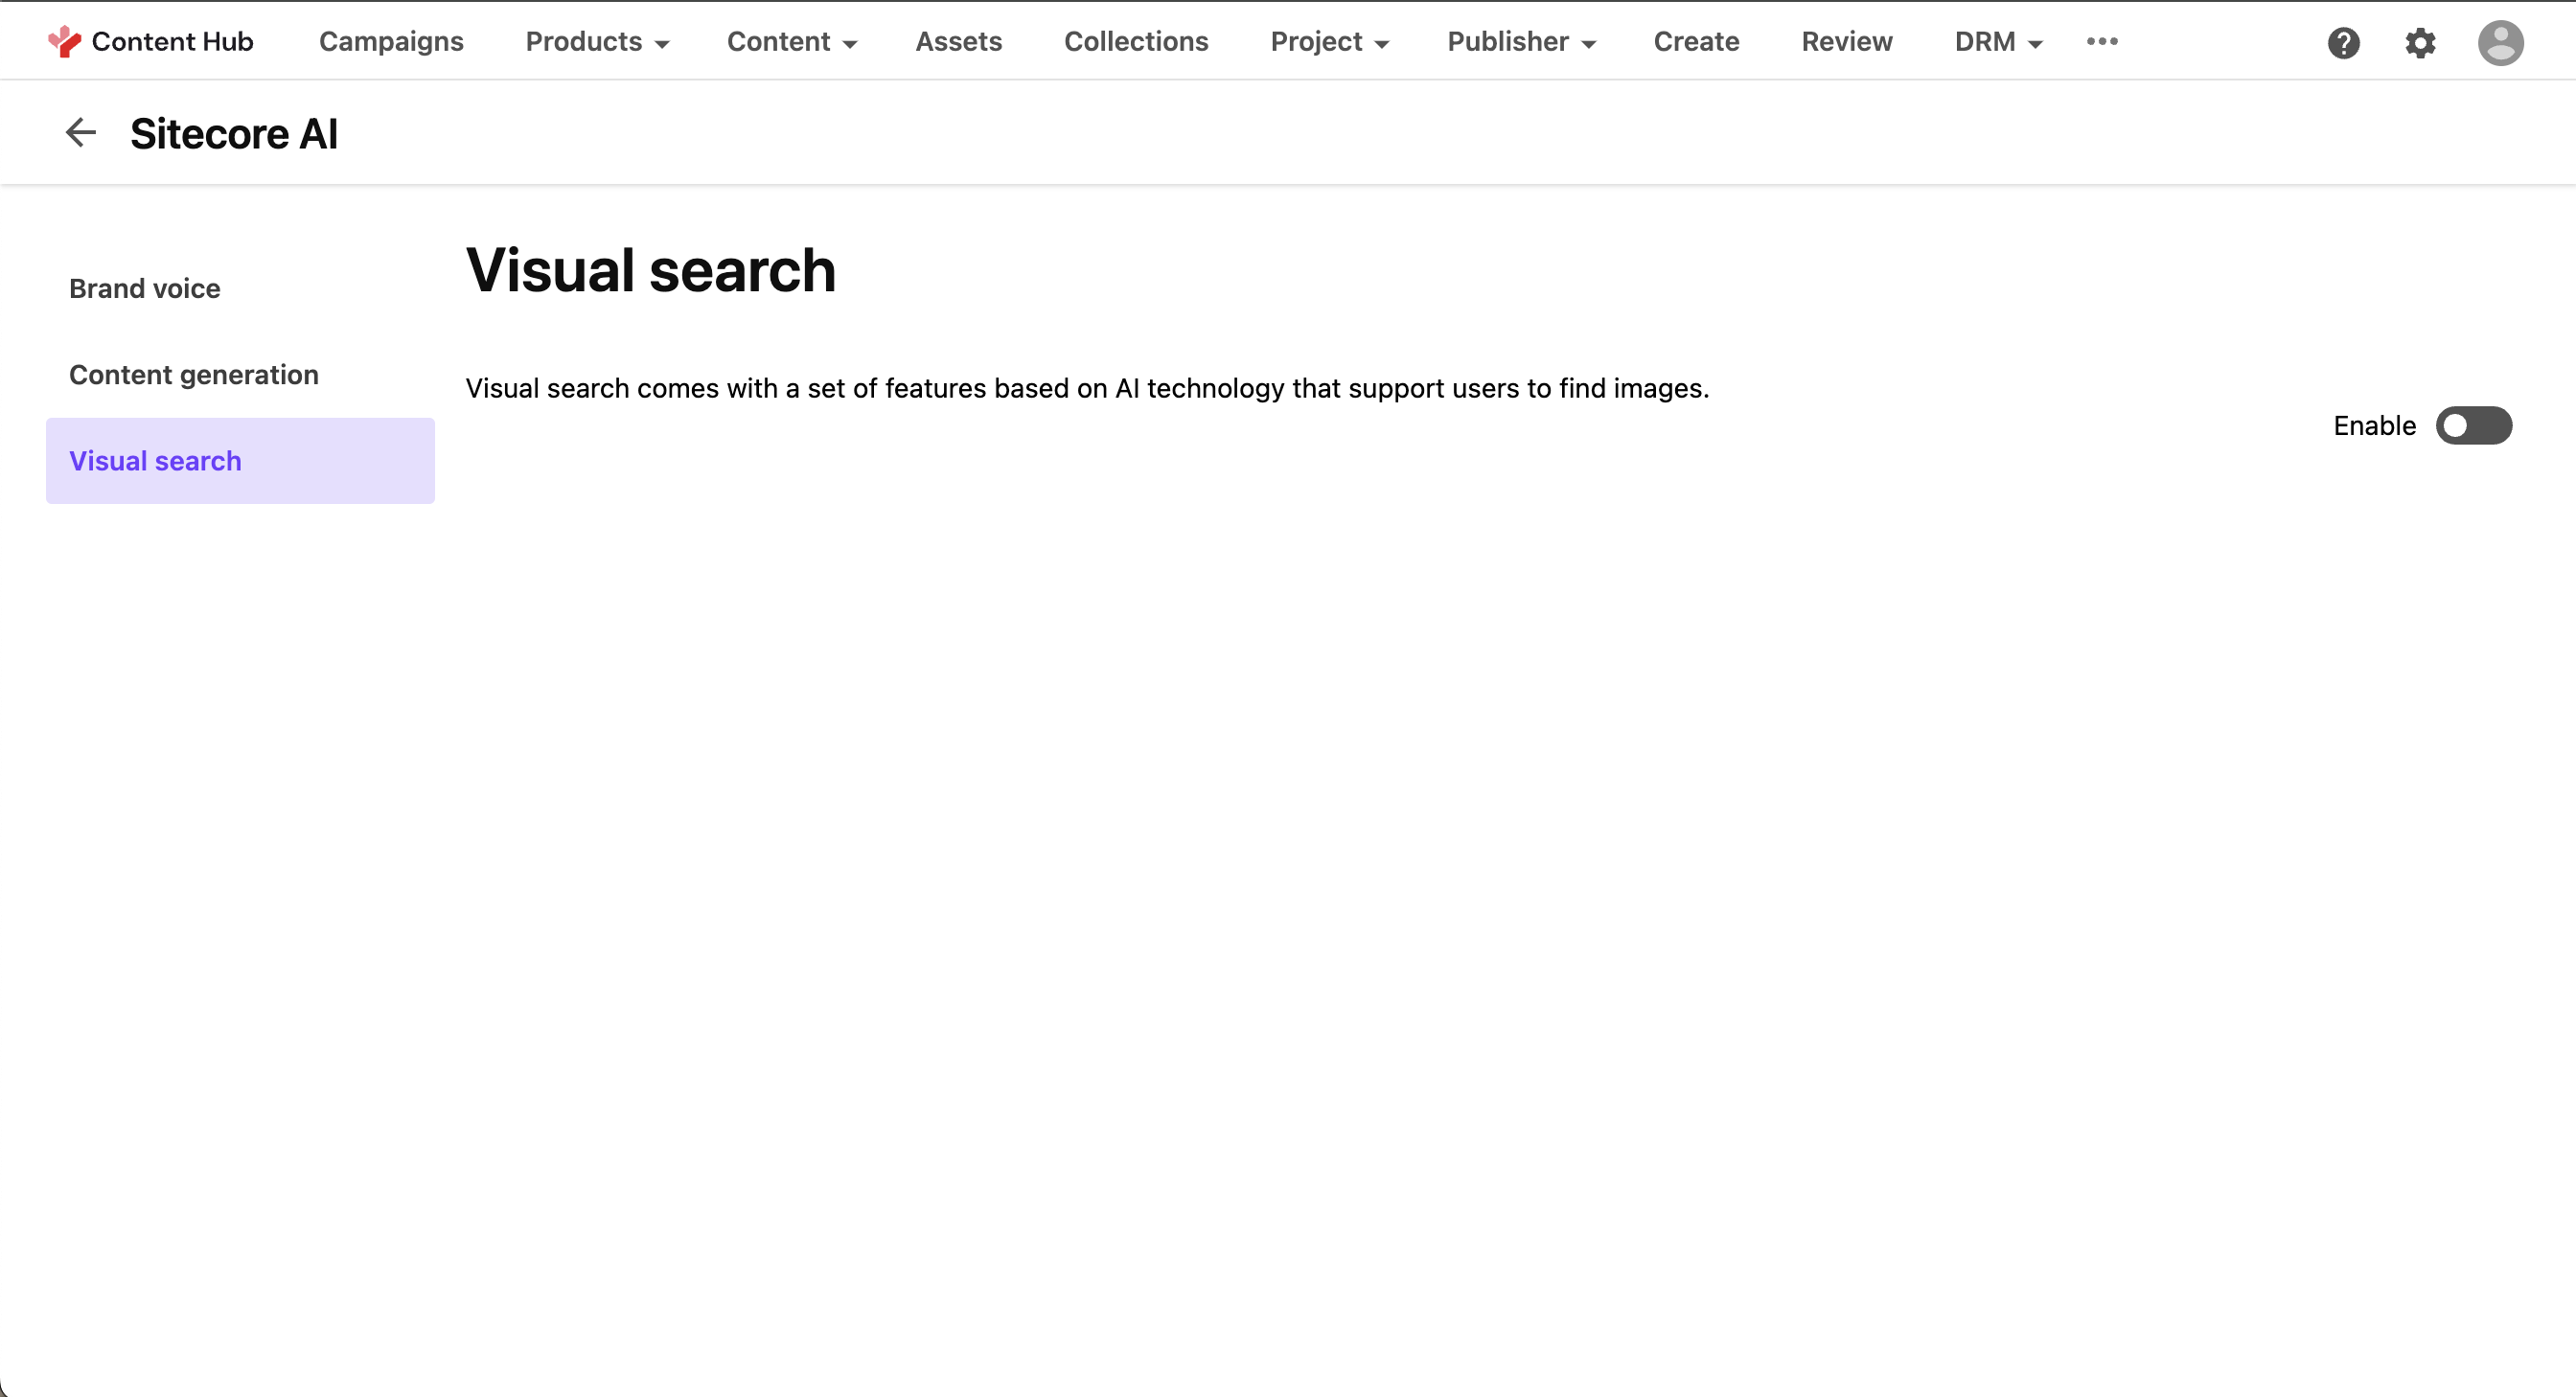 Content Hub Campaigns Products Content Assets Collections Project Publisher Create Review DRM
Sitecore AI
Brand voice
Content generation
Visual search
Visual search
Visual search comes with a set of features based on AI technology that support users to find images.
Enable